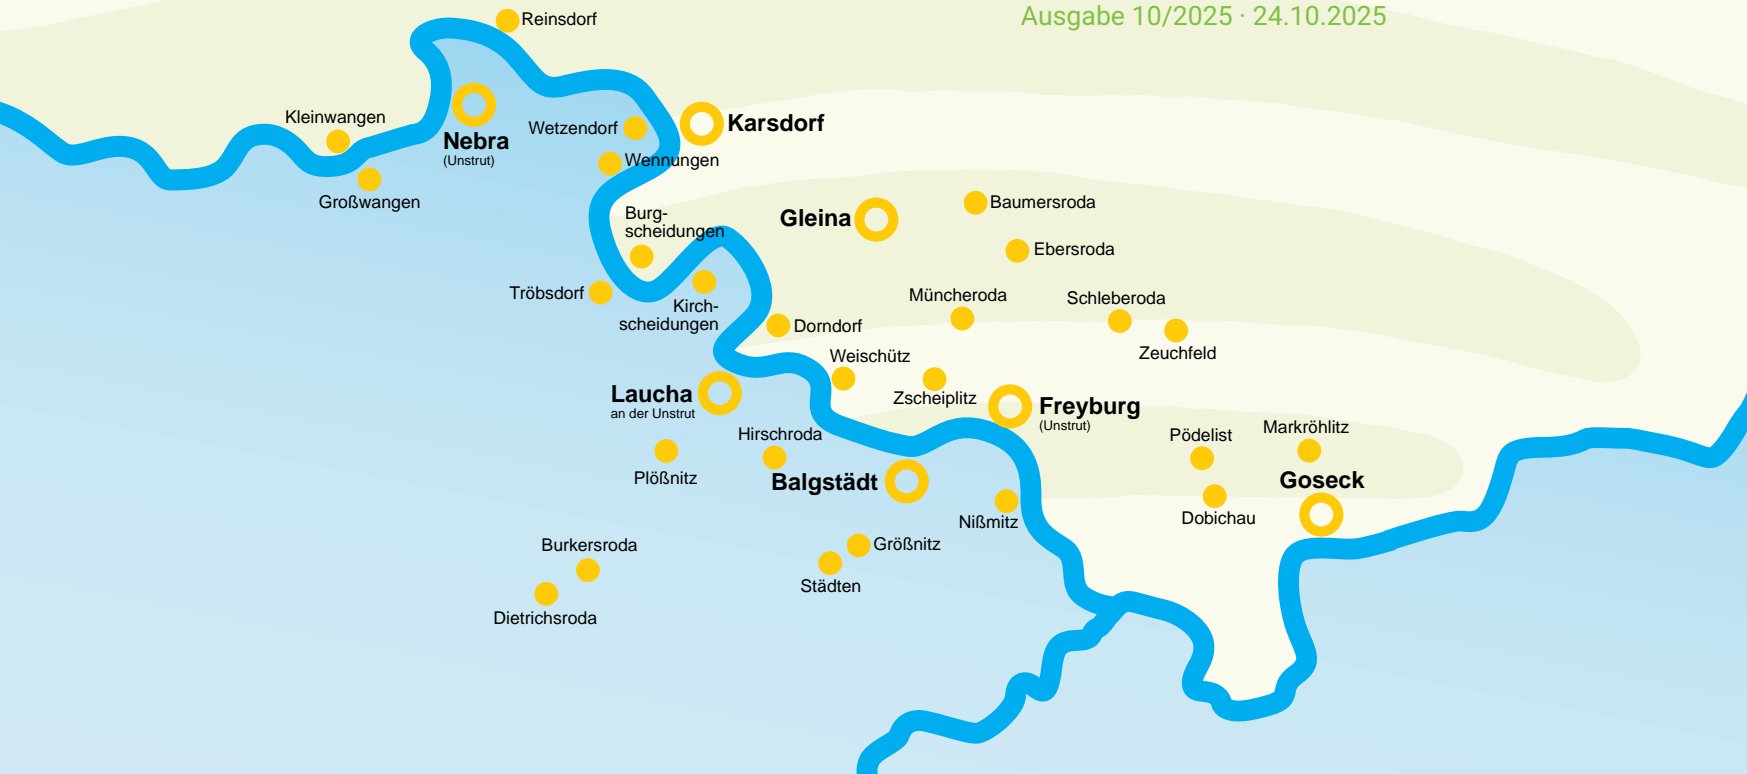 Ausgabe 10/2025 · 24.10.2025
Reinsdorf
Kleinwangen
Nebra
(Unstrut)
Großwangen
Wetzendorf
Karsdorf
Wennungen
Burg-
scheidungen
Gleina
Baumersroda
Ebersroda
Tröbsdorf
Kirch-
scheidungen
Dorndorf
Müncheroda
Schleberoda
Zeuchfeld
Weischütz
Zscheiplitz
Laucha
an der Unstrut
Freyburg
(Unstrut)
Hirschroda
Plößnitz
Balgstädt
Pödelist
Markröhlitz
Goseck
Nißmitz
Dobichau
Burkersroda
Größnitz
Städten
Dietrichsroda